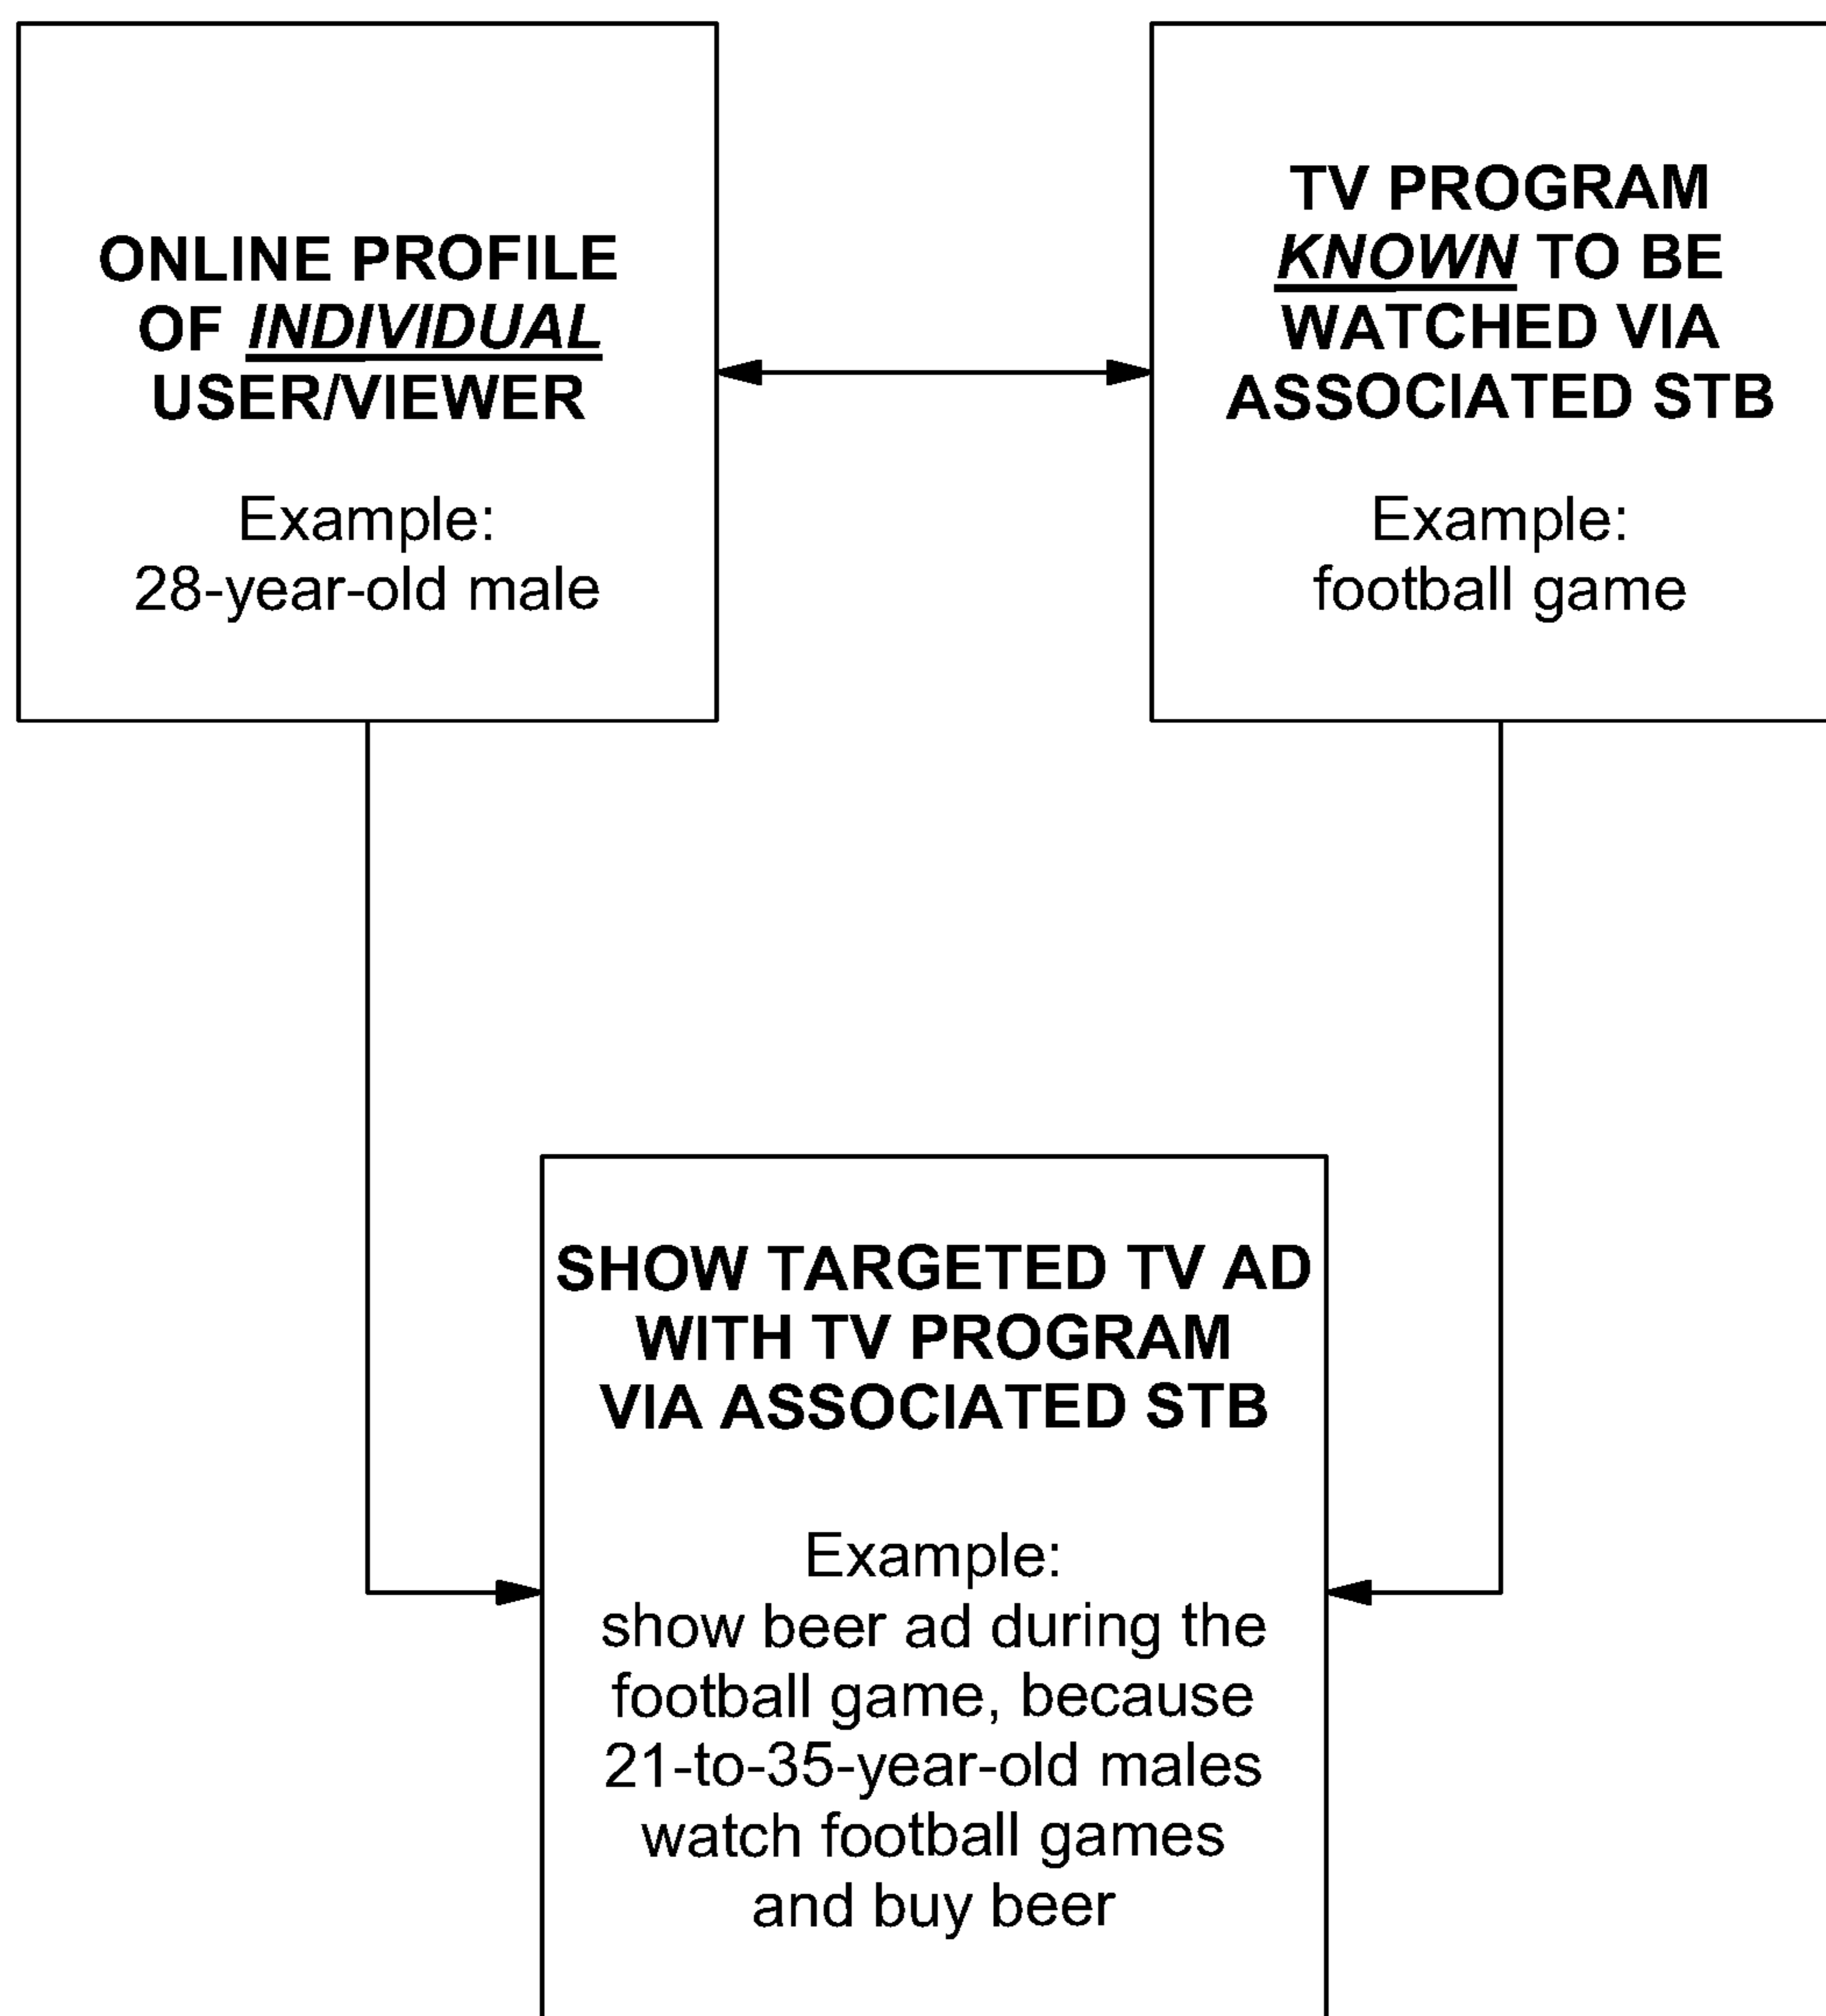 ONLINE PROFILE
OF INDIVIDUAL
USER/VIEWER
Example:
28-year-old male
TV PROGRAM
KNOWN TO BE
WATCHED VIA
ASSOCIATED STB
Example:
football game
SHOW TARGETED TV AD
WITH TV PROGRAM
VIA ASSOCIATED STB
Example:
show beer ad during the
football game, because
21-to-35-year-old males
watch football games
and buy beer